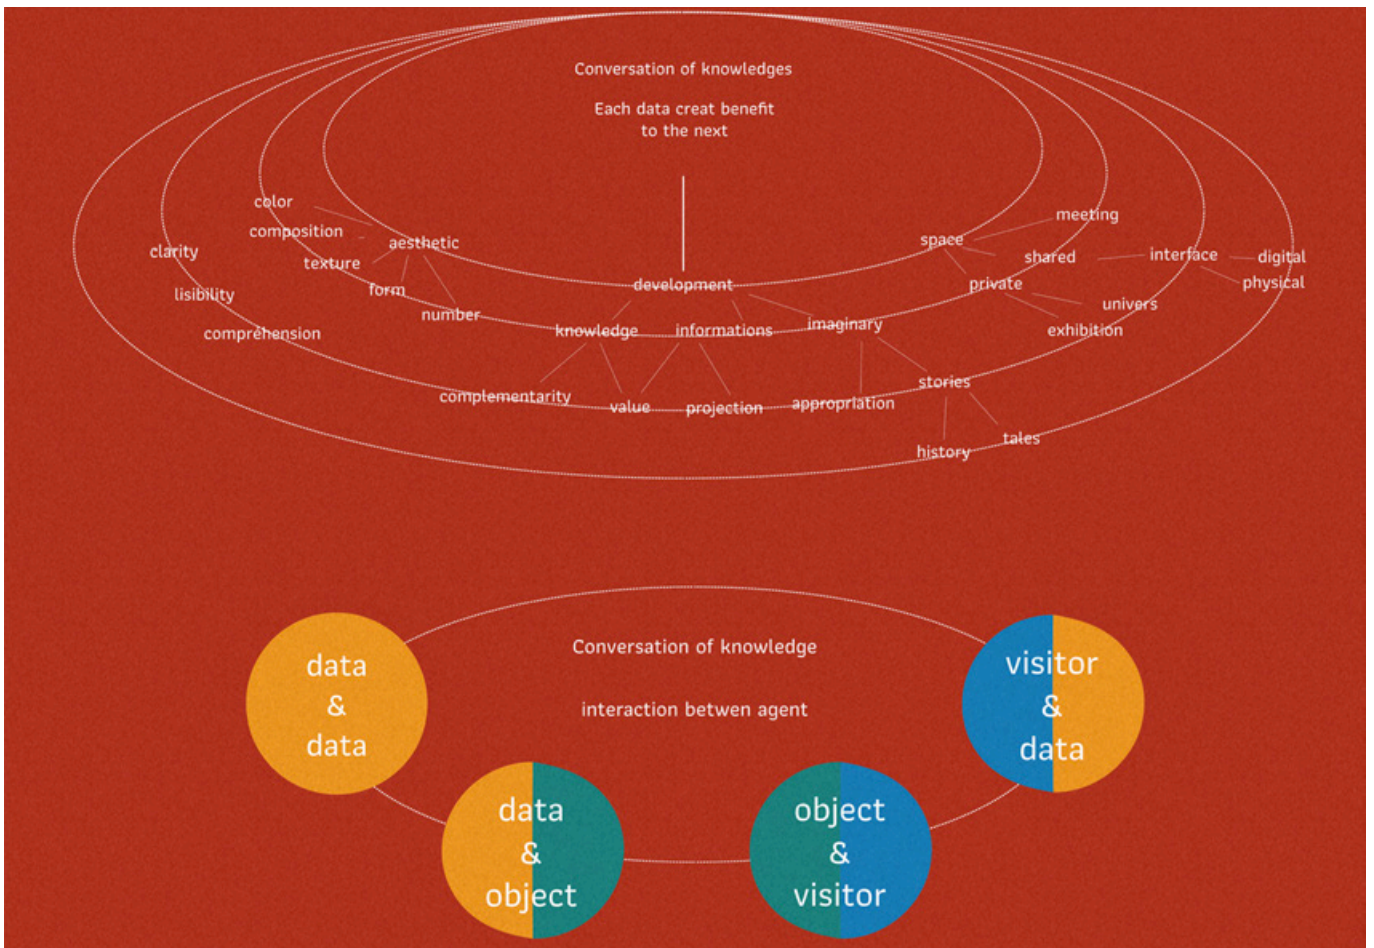 Conversation of knowledges
Each data creat benefit
to the next
color
composition
texture
form
number
aesthetic
clarity
lisibility
comprehension
development
knowledge
informations
imaginary
complementarity
value
projection
appropriation
stories
history
tales
space
meeting
shared
private
interface
digital
physical
univers
exhibition
Conversation of knowledge
interaction betwen agent
data
&
data
data
&
object
object
&
visitor
visitor
&
data